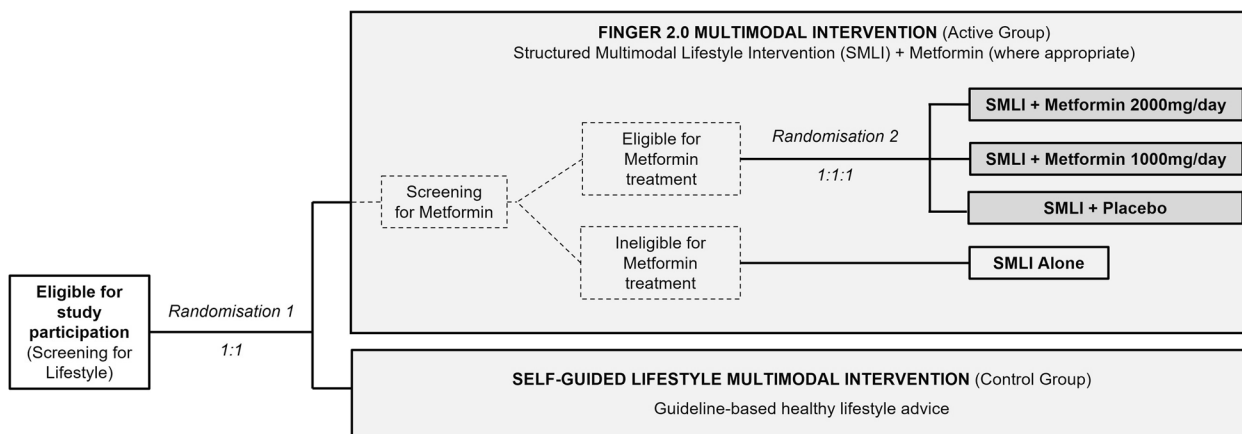 FINGER 2.0 MULTIMODAL INTERVENTION (Active Group)
Structured Multimodal Lifestyle Intervention (SMLI) + Metformin (where appropriate)
SMLI + Metformin 2000mg/day
Eligible for
Metformin
treatment
Randomisation 2
1:1:1
SMLI + Metformin 1000mg/day
Screening
for Metformin
SMLI + Placebo
Ineligible for
Metformin
treatment
SMLI Alone
Eligible for
study
participation
(Screening for
Lifestyle)
Randomisation 1
1:1
SELF-GUIDED LIFESTYLE MULTIMODAL INTERVENTION (Control Group)
Guideline-based healthy lifestyle advice